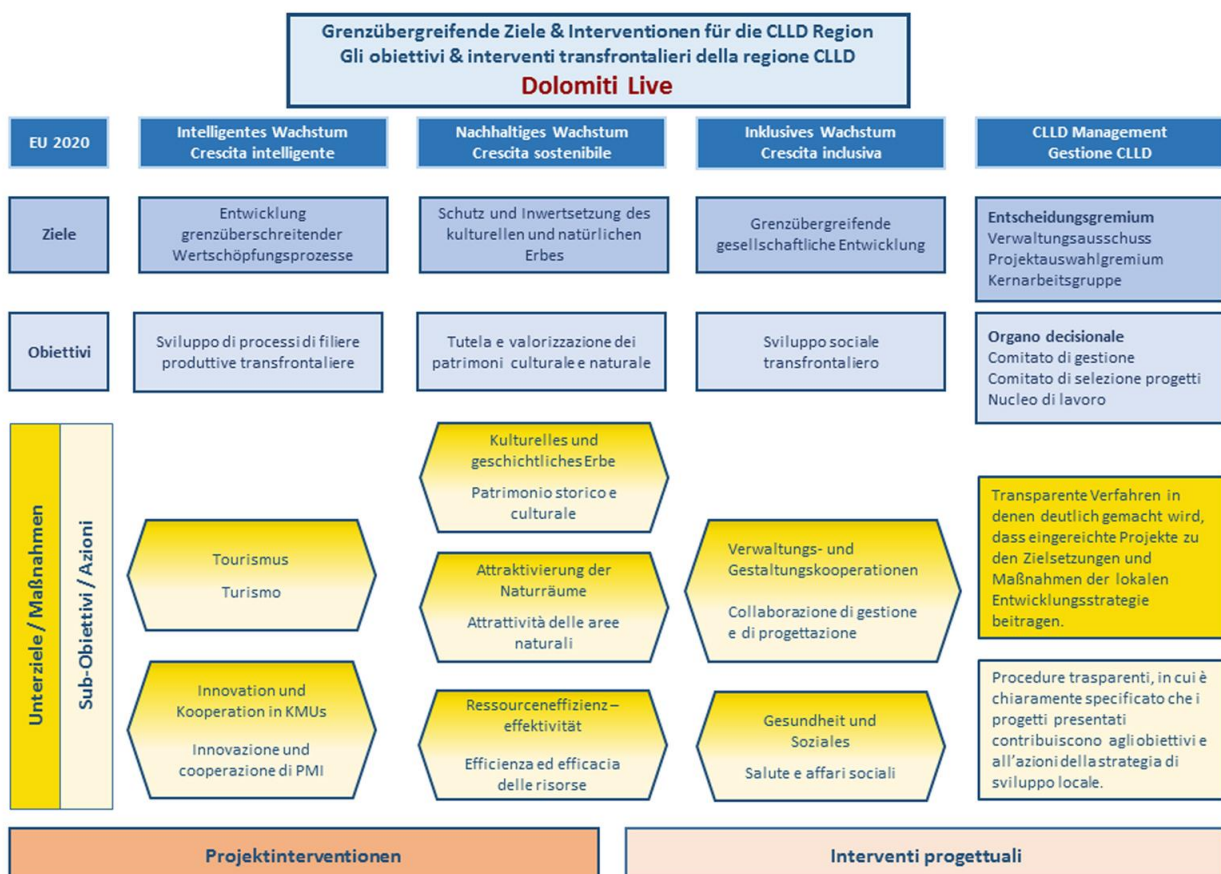 Grenzübergreifende Ziele & Interventionen für die CLLD Region
Gli obiettivi & interventi transfrontalieri della regione CLLD
Dolomiti Live
EU 2020
Intelligentes Wachstum
Crescita intelligente
Nachhaltiges Wachstum
Crescita sostenibile
Inklusives Wachstum
Crescita inclusiva
CLLD Management
Gestione CLLD
Ziele
Entwicklung
grenzüberschreitender
Wertschöpfungsprozesse
Schutz und Inwertsetzung des
kulturellen und natürlichen
Erbes
Grenzübergreifende
gesellschaftliche Entwicklung
Entscheidungsgremium
Verwaltungsausschuss
Projektauswahlgremium
Kernarbeitsgruppe
Obiettivi
Sviluppo di processi di filiere
produttive transfrontaliere
Tutela e valorizzazione dei
patrimoni culturale e naturale
Sviluppo sociale
transfrontaliero
Organo decisionale
Comitato di gestione
Comitato di selezione progetti
Nucleo di lavoro
Unterziele / Maßnahmen
Sub-Obiettivi / Azioni
Tourismus
Turismo
Innovation und
Kooperation in KMUs
Innovazione und
cooperazione di PMI
Kulturelles und
geschichtliches Erbe
Patrimonio storico e
culturale
Attraktivierung der
Naturräume
Attrattività delle aree
naturali
Ressourceneffizienz –
effektivität
Efficienza ed efficacia
delle risorse
Verwaltungs- und
Gestaltungskooperationen
Collaborazione di gestione
e di progettazione
Gesundheit und
Soziales
Salute e affari sociali
Transparente Verfahren in
denen deutlich gemacht wird,
dass eingereichte Projekte zu
den Zielsetzungen und
Maßnahmen der lokalen
Entwicklungsstrategie
beitragen.
Procedure trasparenti, in cui è
chiaramente specificato che i
progetti presentati
contribuiscono agli obiettivi e
all'azioni della strategia di
sviluppo locale.
Projektinterventionen
Interventi progettuali